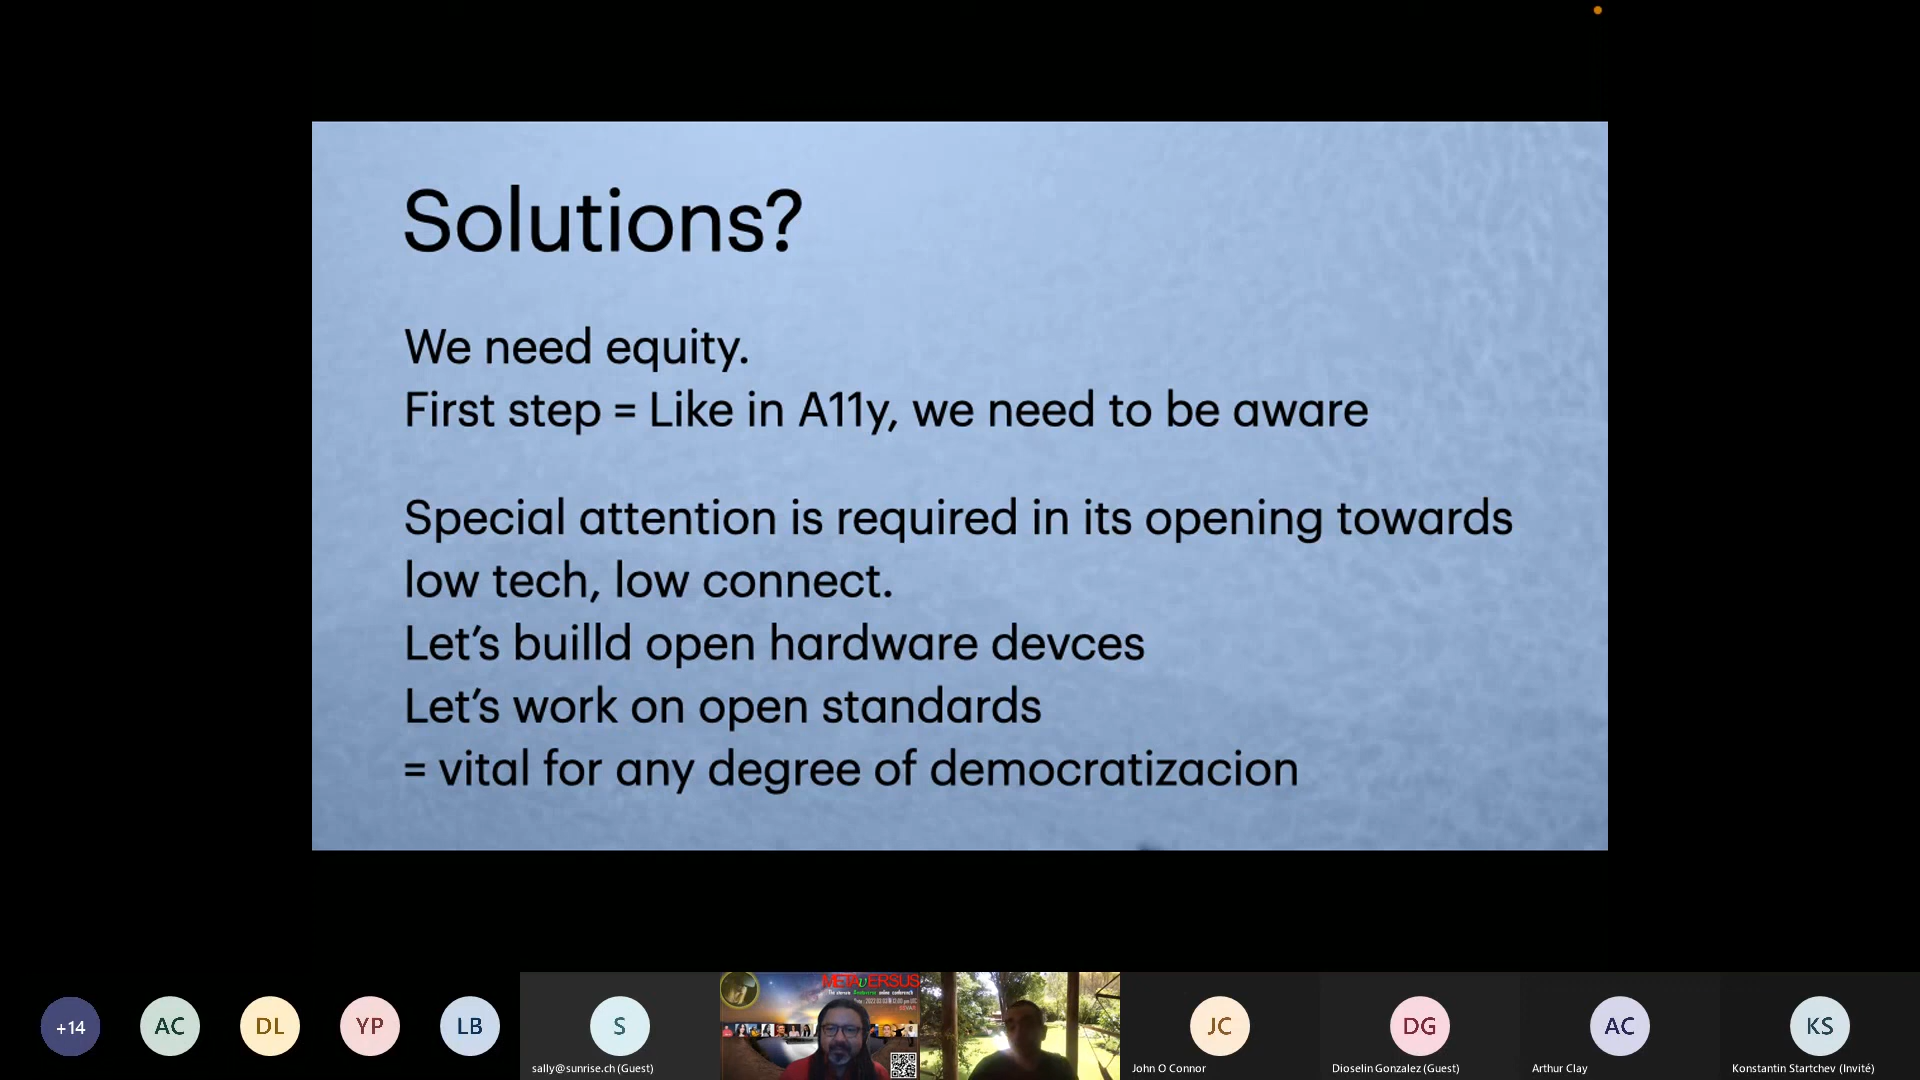 Solutions?
We need equity.
First step = Like in A11y, we need to be aware
Special attention is required in its opening towards
low tech, low connect.
Let's builld open hardware devces
Let's work on open standards
= vital for any degree of democratizacion
+14
AC
DL
YP
LB
S
sally@sunrise.ch (Guest)
METAvERSUS
JC
John O Connor
DG
Dioselin Gonzalez (Guest)
AC
Arthur Clay
KS
Konstantin Startchev (Invité)